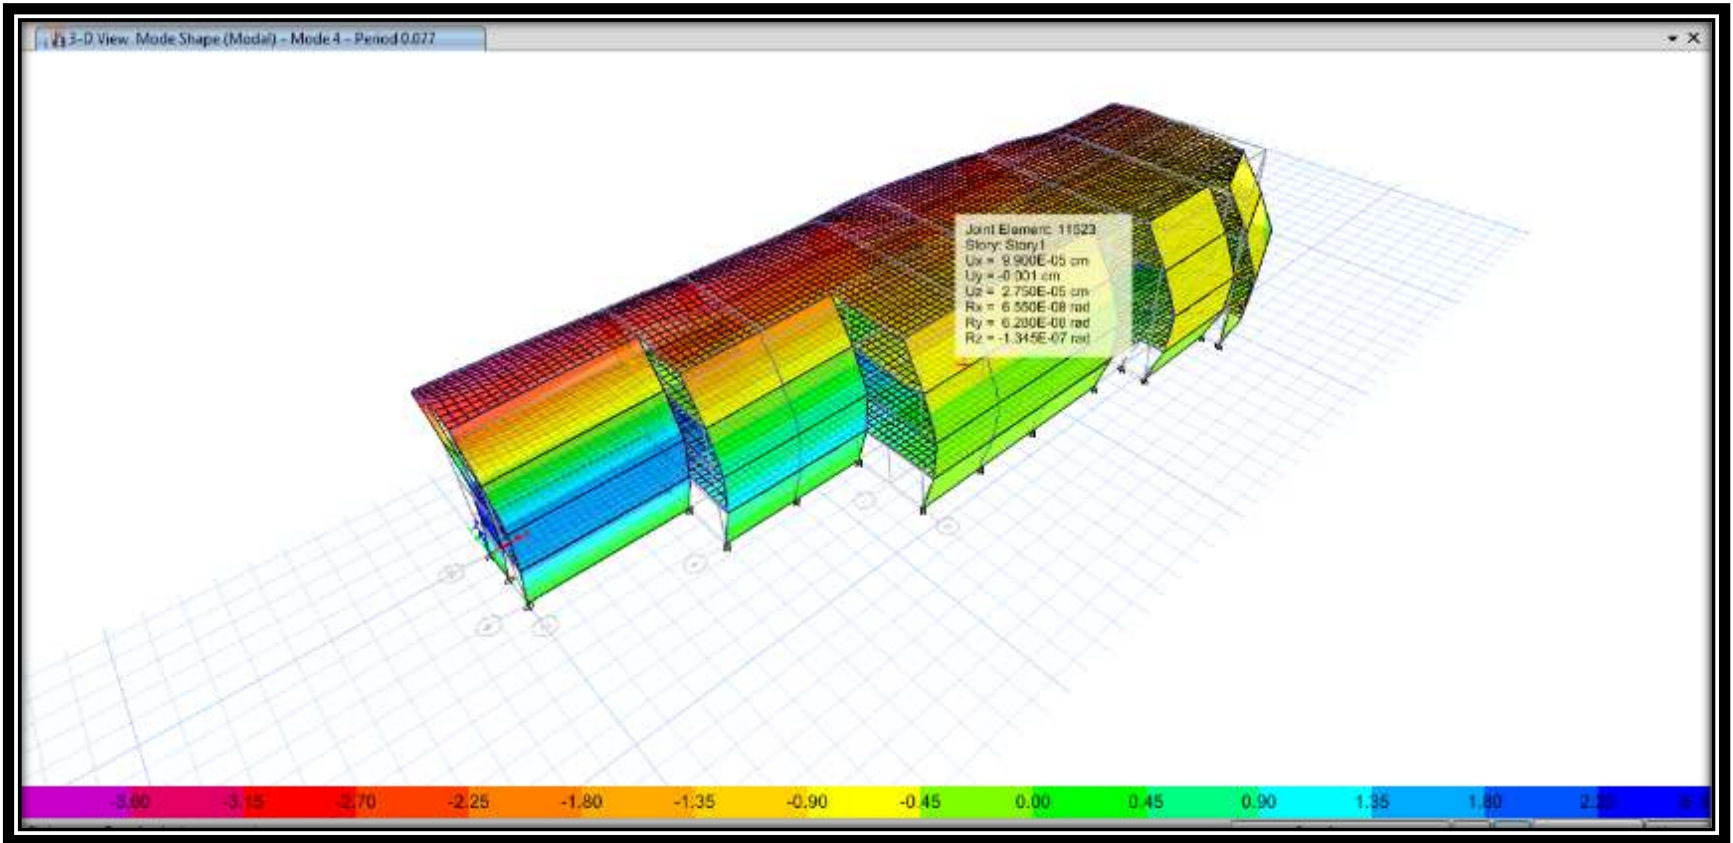 3-D View Mode Shape (Modal) - Mode 4 - Period 0.077
Joint Element: 11523
Story: Story1
Ux = 9.900E-05 cm
Uy = -0.001 cm
Uz = 2.750E-05 cm
Rx = 6.550E-08 rad
Ry = 6.280E-08 rad
Rz = -1.345E-07 rad
-3.60 -3.15 -2.70 -2.25 -1.80 -1.35 -0.90 -0.45 0.00 0.45 0.90 1.35 1.80